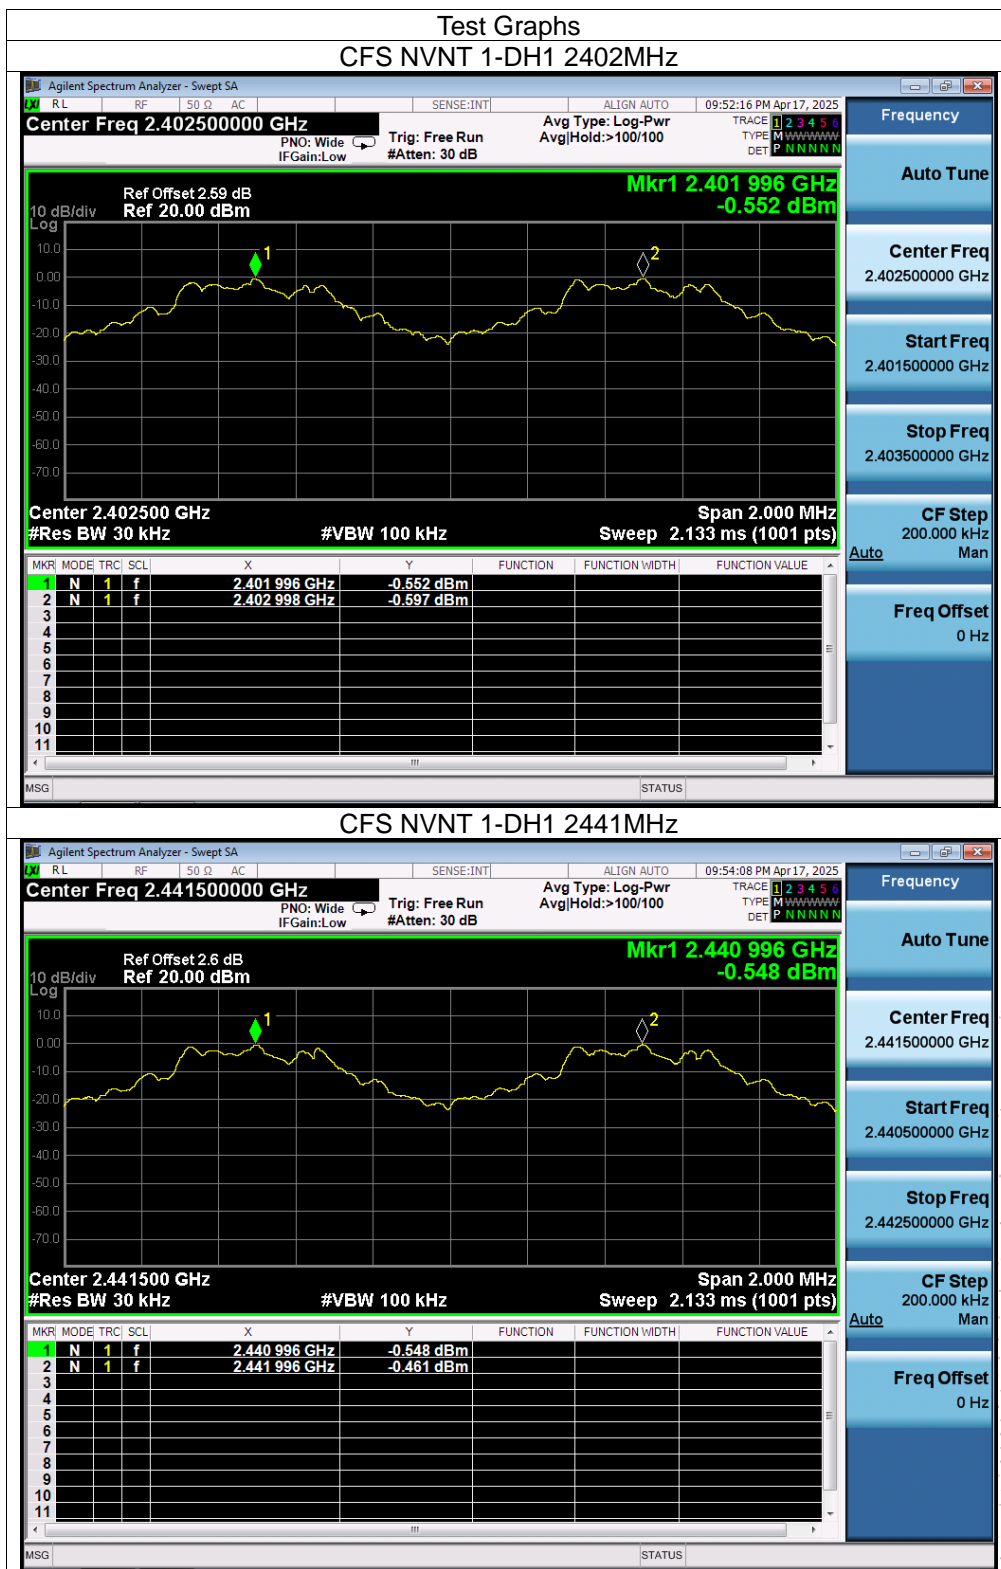 Test Graphs
CFS NVNT 1-DH1 2402MHz
Agilent Spectrum Analyzer - Swept SA
LXI RL RF 50 Ω AC SENSE:INT ALIGN AUTO 09:52:16 PM Apr 17, 2025
Center Freq 2.402500000 GHz Avg Type: Log-Pwr TRACE 1 2 3 4 5 6
PNO: Wide Trig: Free Run Avg|Hold:>100/100 TYPE M WWWWW
IFGain:Low #Atten: 30 dB DET P N N N N N
Frequency
Auto Tune
Mkr1 2.401 996 GHz
Ref Offset 2.59 dB
10 dB/div Ref 20.00 dBm -0.552 dBm
Log
10.0
0.00
-10.0
-20.0
-30.0
-40.0
-50.0
-60.0
-70.0
1
2
Center Freq
2.402500000 GHz
Start Freq
2.401500000 GHz
Stop Freq
2.403500000 GHz
CF Step
200.000 kHz
Auto Man
Freq Offset
0 Hz
Center 2.402500 GHz Span 2.000 MHz
#Res BW 30 kHz #VBW 100 kHz Sweep 2.133 ms (1001 pts)
MKR MODE TRC SCL X Y FUNCTION FUNCTION WIDTH FUNCTION VALUE
1 N 1 f 2.401 996 GHz -0.552 dBm
2 N 1 f 2.402 998 GHz -0.597 dBm
3
4
5
6
7
8
9
10
11
MSG STATUS
CFS NVNT 1-DH1 2441MHz
Agilent Spectrum Analyzer - Swept SA
LXI RL RF 50 Ω AC SENSE:INT ALIGN AUTO 09:54:08 PM Apr 17, 2025
Center Freq 2.441500000 GHz Avg Type: Log-Pwr TRACE 1 2 3 4 5 6
PNO: Wide Trig: Free Run Avg|Hold:>100/100 TYPE M WWWWW
IFGain:Low #Atten: 30 dB DET P N N N N N
Frequency
Auto Tune
Mkr1 2.440 996 GHz
Ref Offset 2.6 dB
10 dB/div Ref 20.00 dBm -0.548 dBm
Log
10.0
0.00
-10.0
-20.0
-30.0
-40.0
-50.0
-60.0
-70.0
1
2
Center Freq
2.441500000 GHz
Start Freq
2.440500000 GHz
Stop Freq
2.442500000 GHz
CF Step
200.000 kHz
Auto Man
Freq Offset
0 Hz
Center 2.441500 GHz Span 2.000 MHz
#Res BW 30 kHz #VBW 100 kHz Sweep 2.133 ms (1001 pts)
MKR MODE TRC SCL X Y FUNCTION FUNCTION WIDTH FUNCTION VALUE
1 N 1 f 2.440 996 GHz -0.548 dBm
2 N 1 f 2.441 996 GHz -0.461 dBm
3
4
5
6
7
8
9
10
11
MSG STATUS